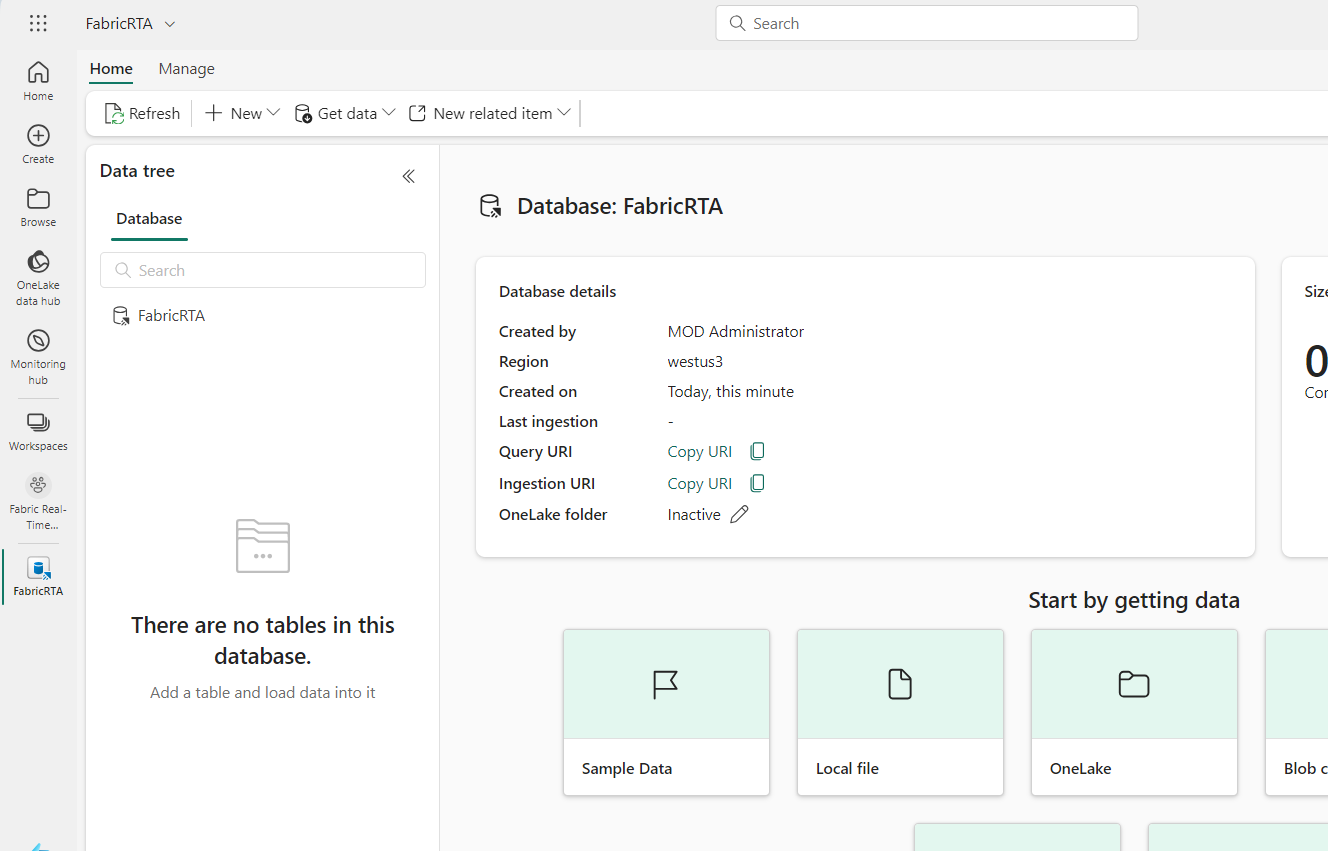 FabricRTA
Search
Home
Create
Browse
OneLake
data hub
Monitoring
hub
Workspaces
Fabric Real-
Time...
FabricRTA
Home Manage
Refresh New Get data New related item
Data tree
Database
Search
FabricRTA
There are no tables in this
database.
Add a table and load data into it
Database: FabricRTA
Database details
Created by MOD Administrator
Region westus3
Created on Today, this minute
Last ingestion -
Query URI Copy URI
Ingestion URI Copy URI
OneLake folder Inactive
0
Start by getting data
Sample Data
Local file
OneLake
Blob